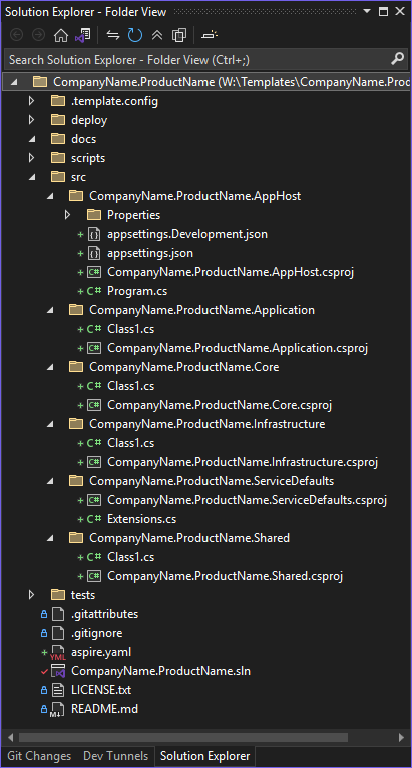 Solution Explorer - Folder View
Search Solution Explorer - Folder View (Ctrl+;)
CompanyName.ProductName (W:\Templates\CompanyName.Prod
.template.config
deploy
docs
scripts
src
CompanyName.ProductName.AppHost
Properties
appsettings.Development.json
appsettings.json
C# CompanyName.ProductName.AppHost.csproj
C# Program.cs
CompanyName.ProductName.Application
C# Class1.cs
C# CompanyName.ProductName.Application.csproj
CompanyName.ProductName.Core
C# Class1.cs
C# CompanyName.ProductName.Core.csproj
CompanyName.ProductName.Infrastructure
C# Class1.cs
C# CompanyName.ProductName.Infrastructure.csproj
CompanyName.ProductName.ServiceDefaults
C# CompanyName.ProductName.ServiceDefaults.csproj
C# Extensions.cs
CompanyName.ProductName.Shared
C# Class1.cs
C# CompanyName.ProductName.Shared.csproj
tests
.gitattributes
.gitignore
YML aspire.yaml
CompanyName.ProductName.sln
LICENSE.txt
M↓ README.md
Git Changes Dev Tunnels Solution Explorer